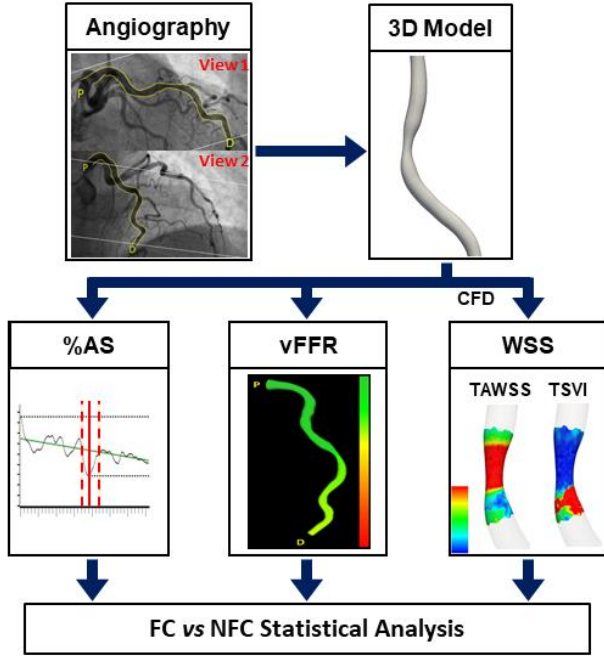 Angiography
3D Model
View 1
P
D
View 2
P
D
CFD
%AS
vFFR
WSS
P
D
TAWSS TSVI
FC vs NFC Statistical Analysis